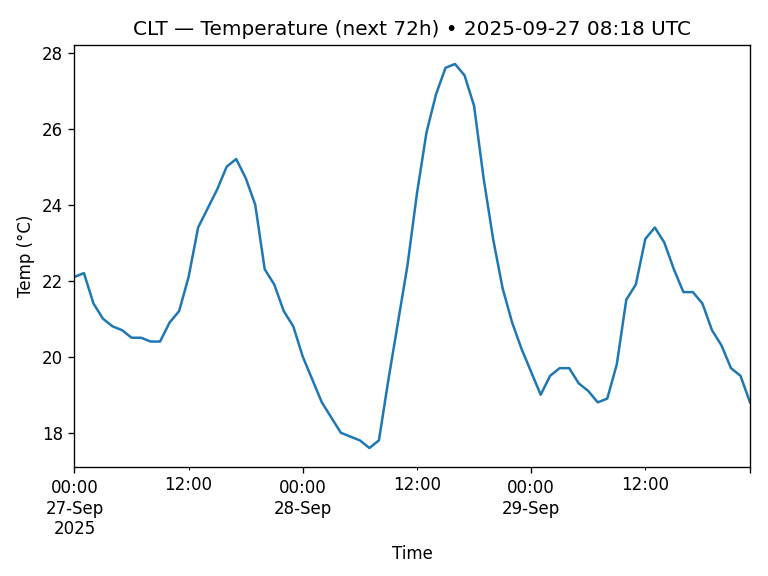 CLT — Temperature (next 72h) • 2025-09-27 08:18 UTC
28
26
24
22
20
18
Temp (°C)
00:00 12:00 00:00 12:00 00:00 12:00
27-Sep 28-Sep 29-Sep
2025
Time